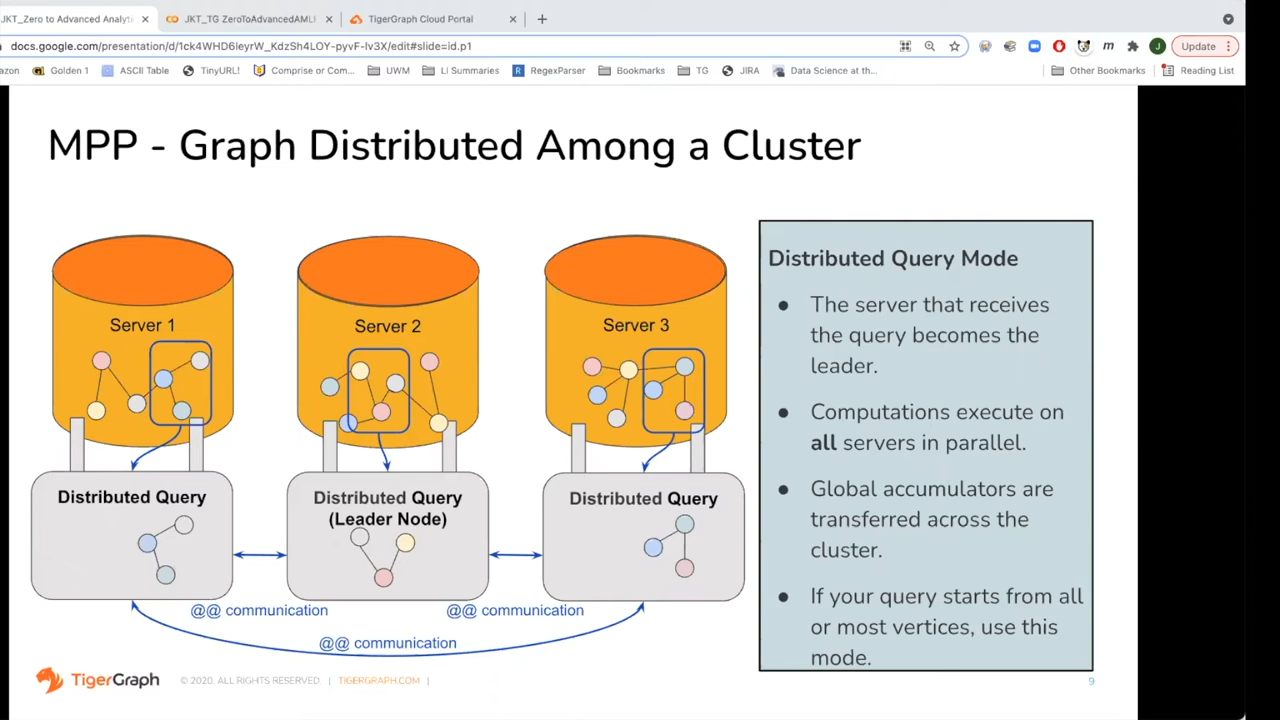 JKT_Zero to Advanced Analyti
JKT_TG ZeroToAdvancedAML
TigerGraph Cloud Portal
docs.google.com/presentation/d/1ck4WHD6leyrW_KdzSh4LOY-pyvF-lv3X/edit#slide=id.p1
J
Update
azon
Golden 1
ASCII Table
TinyURL!
Comprise or Com...
UWM
LI Summaries
R
RegexParser
Bookmarks
TG
JIRA
Data Science at th...
Other Bookmarks
Reading List
MPP - Graph Distributed Among a Cluster
Server 1
Server 2
Server 3
Distributed Query
Distributed Query
(Leader Node)
Distributed Query
@@ communication
@@ communication
@@ communication
Distributed Query Mode
● The server that receives
the query becomes the
leader.
● Computations execute on
all servers in parallel.
● Global accumulators are
transferred across the
cluster.
● If your query starts from all
or most vertices, use this
mode.
TigerGraph
© 2020. ALL RIGHTS RESERVED. | TIGERGRAPH.COM |
9